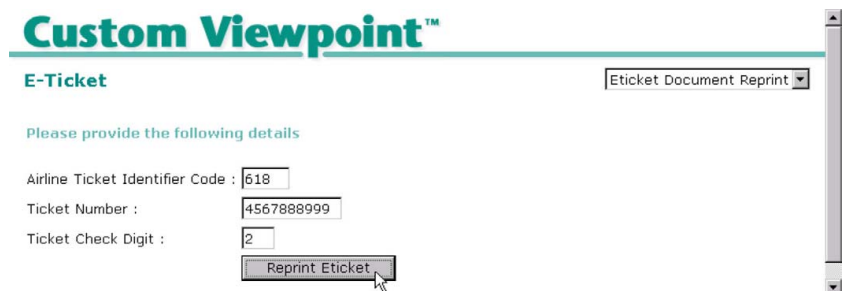 Custom Viewpoint™
E-Ticket
Eticket Document Reprint
Please provide the following details
Airline Ticket Identifier Code : 618
Ticket Number : 4567888999
Ticket Check Digit : 2
Reprint Eticket